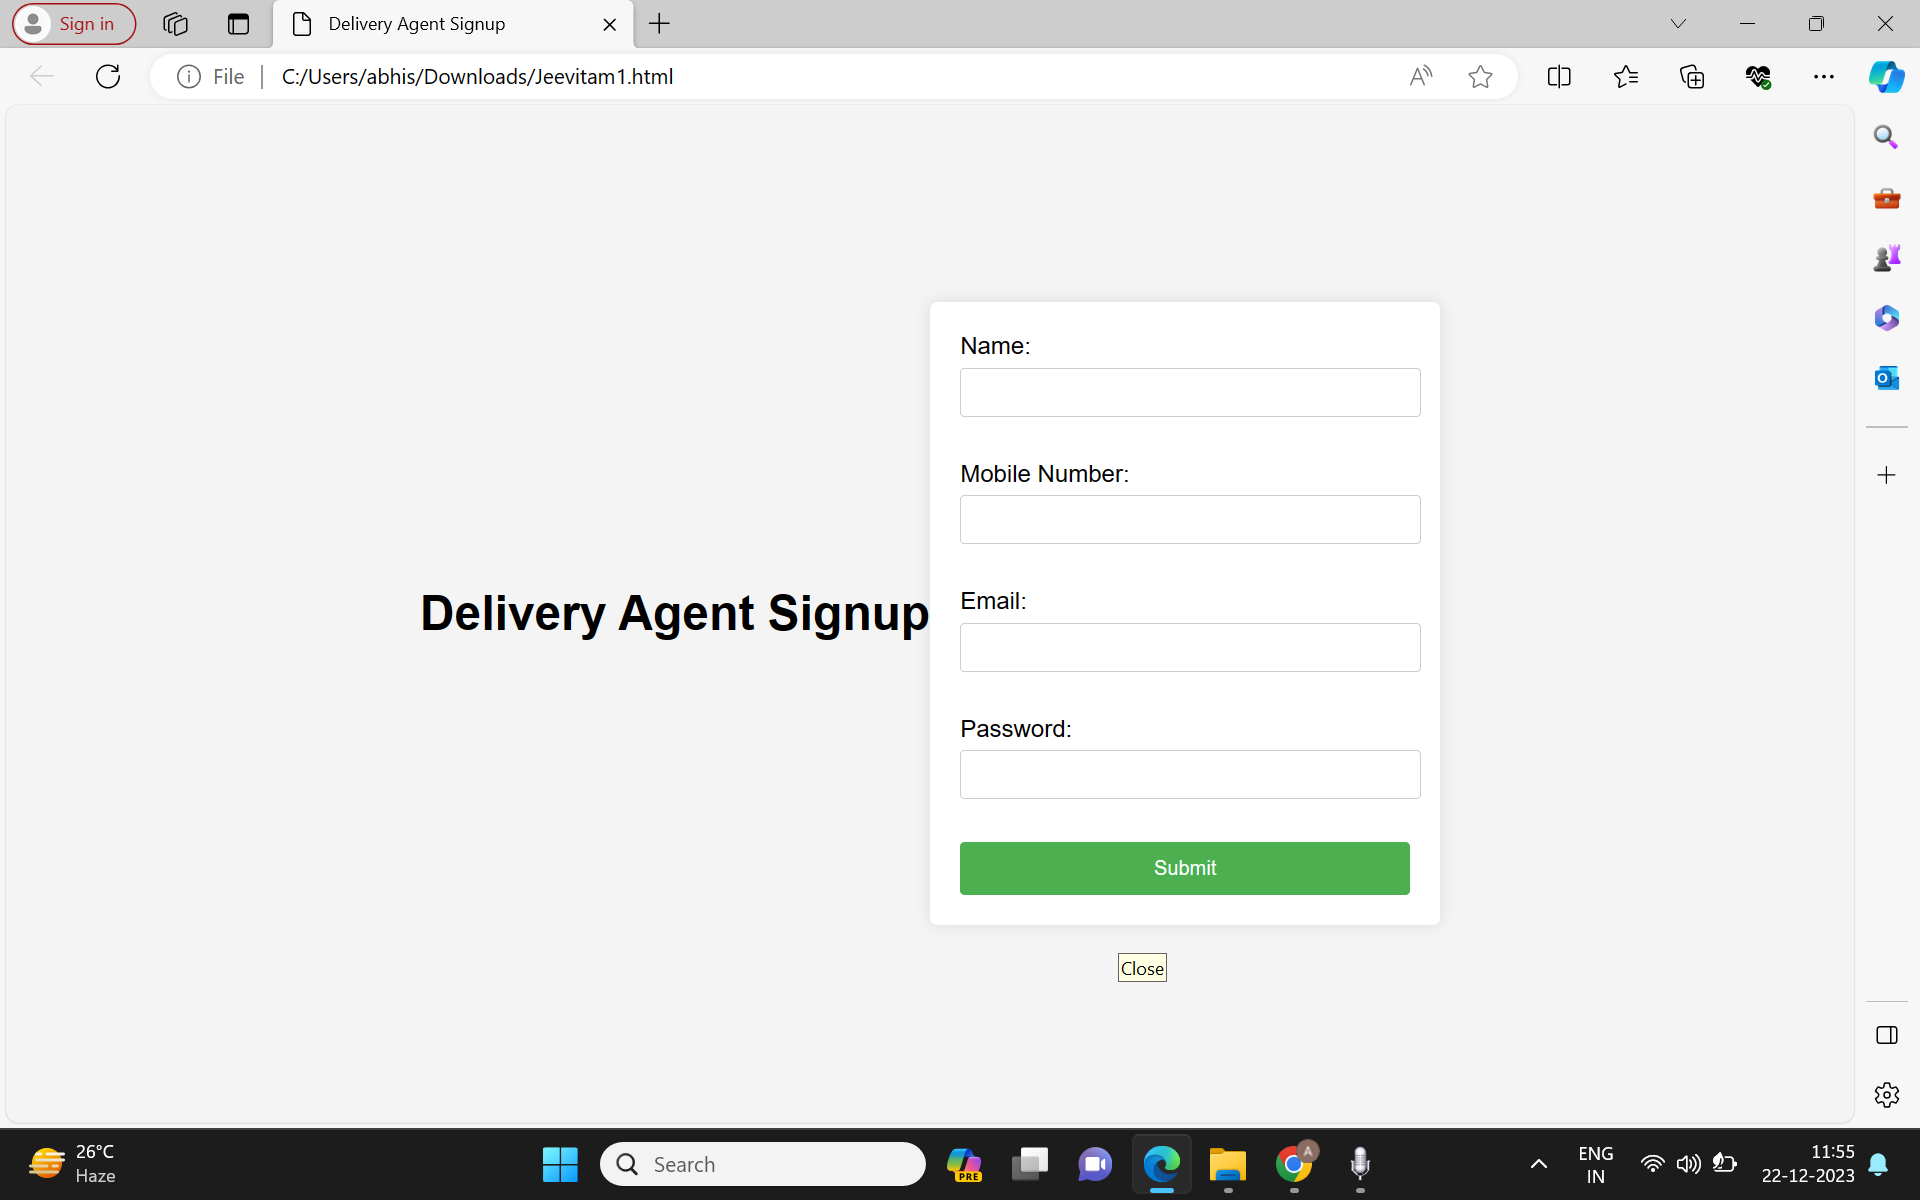 Sign in
Delivery Agent Signup
File
C:/Users/abhis/Downloads/Jeevitam1.html
Name:
Mobile Number:
Delivery Agent Signup
Email:
Password:
Submit
Close
26°C
Haze
Search
PRE
A
ENG
IN
11:55
22-12-2023